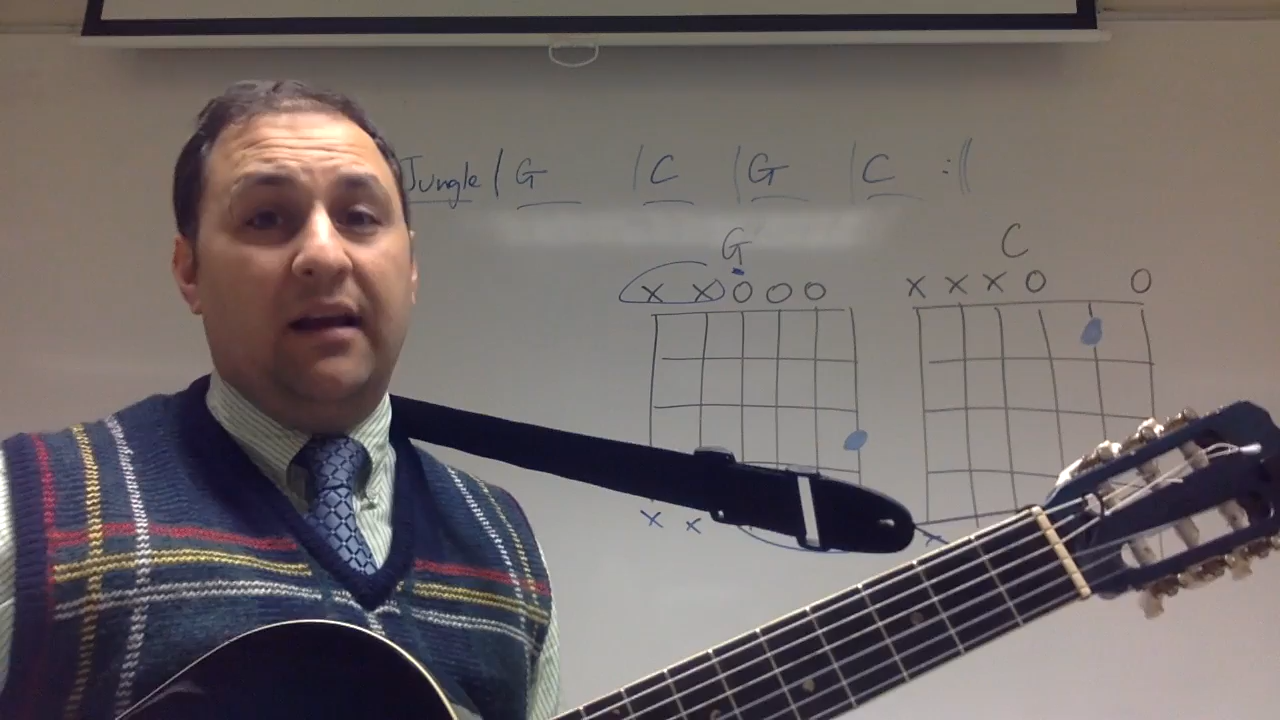 Jungle | G | C | G | C :||
G C
x x o o o x x x o o
x x x